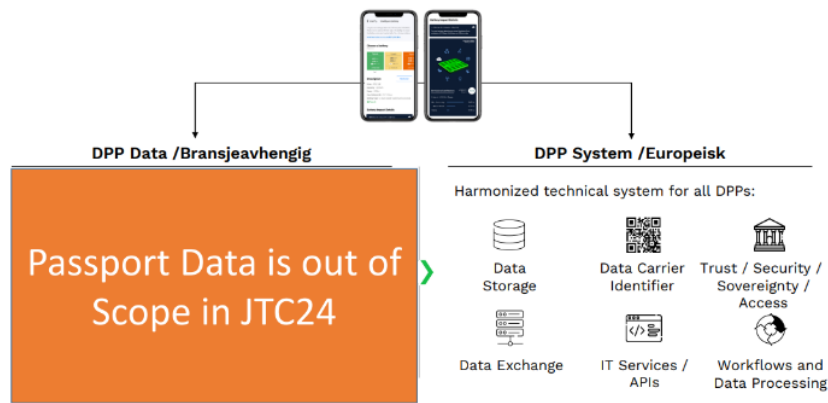 DPP Data /Bransjeavhengig
Passport Data is out of
Scope in JTC24
DPP System /Europeisk
Harmonized technical system for all DPPs:
Data
Storage
Data Carrier
Identifier
Trust / Security /
Sovereignty /
Access
Data Exchange
IT Services /
APIs
Workflows and
Data Processing